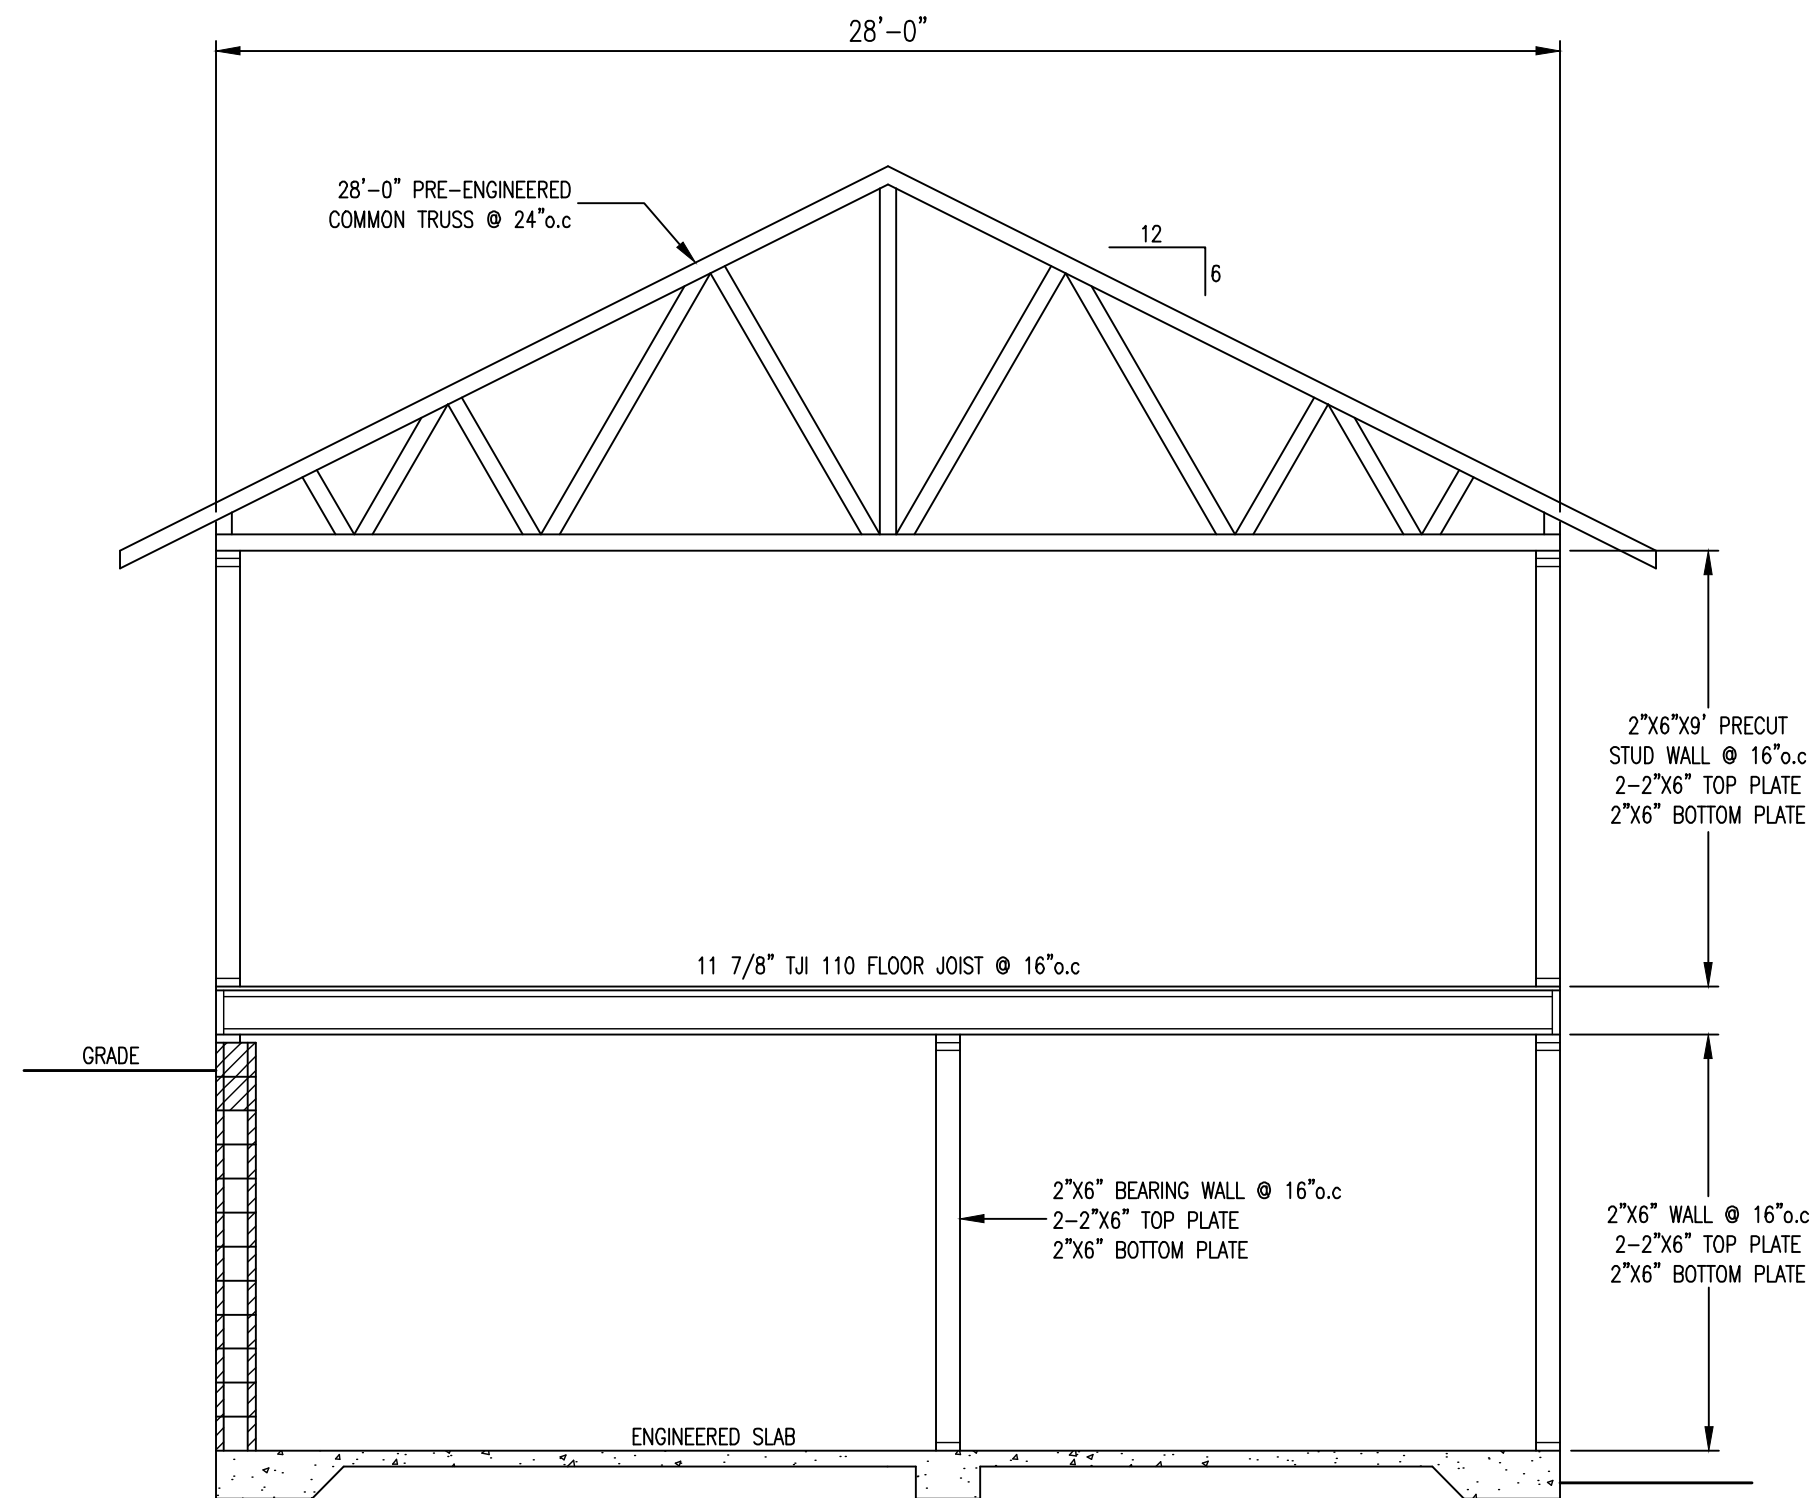 28'-0"
28'-0" PRE-ENGINEERED
COMMON TRUSS @ 24"o.c
12
6
2"X6"X9' PRECUT
STUD WALL @ 16"o.c
2-2"X6" TOP PLATE
2"X6" BOTTOM PLATE
11 7/8" TJI 110 FLOOR JOIST @ 16"o.c
GRADE
2"X6" BEARING WALL @ 16"o.c
2-2"X6" TOP PLATE
2"X6" BOTTOM PLATE
2"X6" WALL @ 16"o.c
2-2"X6" TOP PLATE
2"X6" BOTTOM PLATE
ENGINEERED SLAB